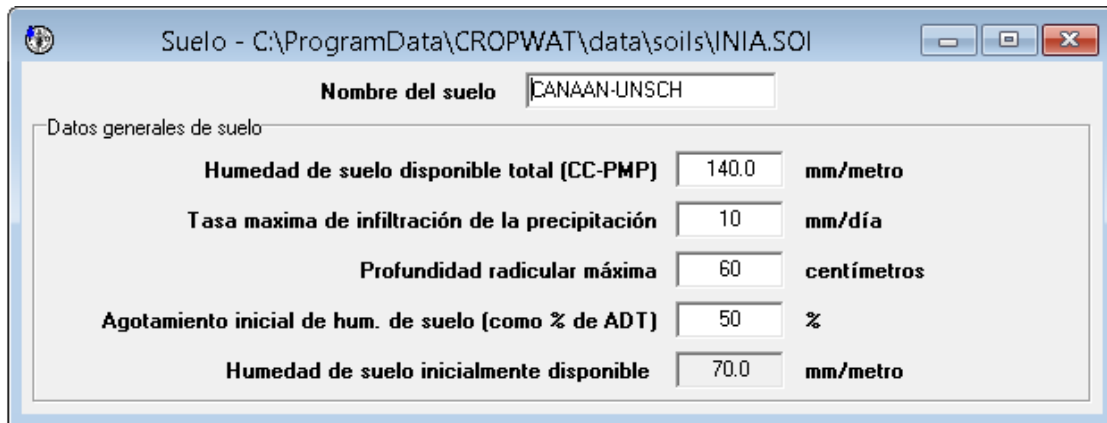 Suelo - C:\ProgramData\CROPWAT\data\soils\INIA.SOI
Nombre del suelo CANAAN-UNSCH
Datos generales de suelo
Humedad de suelo disponible total (CC-PMP) 140.0 mm/metro
Tasa maxima de infiltración de la precipitación 10 mm/día
Profundidad radicular máxima 60 centímetros
Agotamiento inicial de hum. de suelo (como % de ADT) 50 %
Humedad de suelo inicialmente disponible 70.0 mm/metro